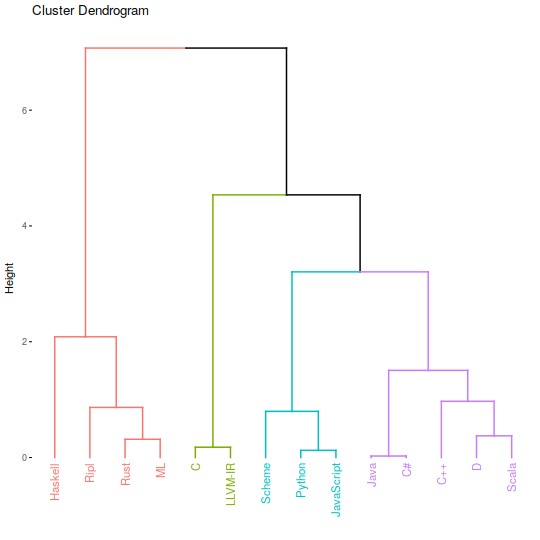 Cluster Dendrogram
Height
6
4
2
0
Haskell
Ripl
Rust
ML
C
LLVM-IR
Scheme
Python
JavaScript
Java
C#
C++
D
Scala